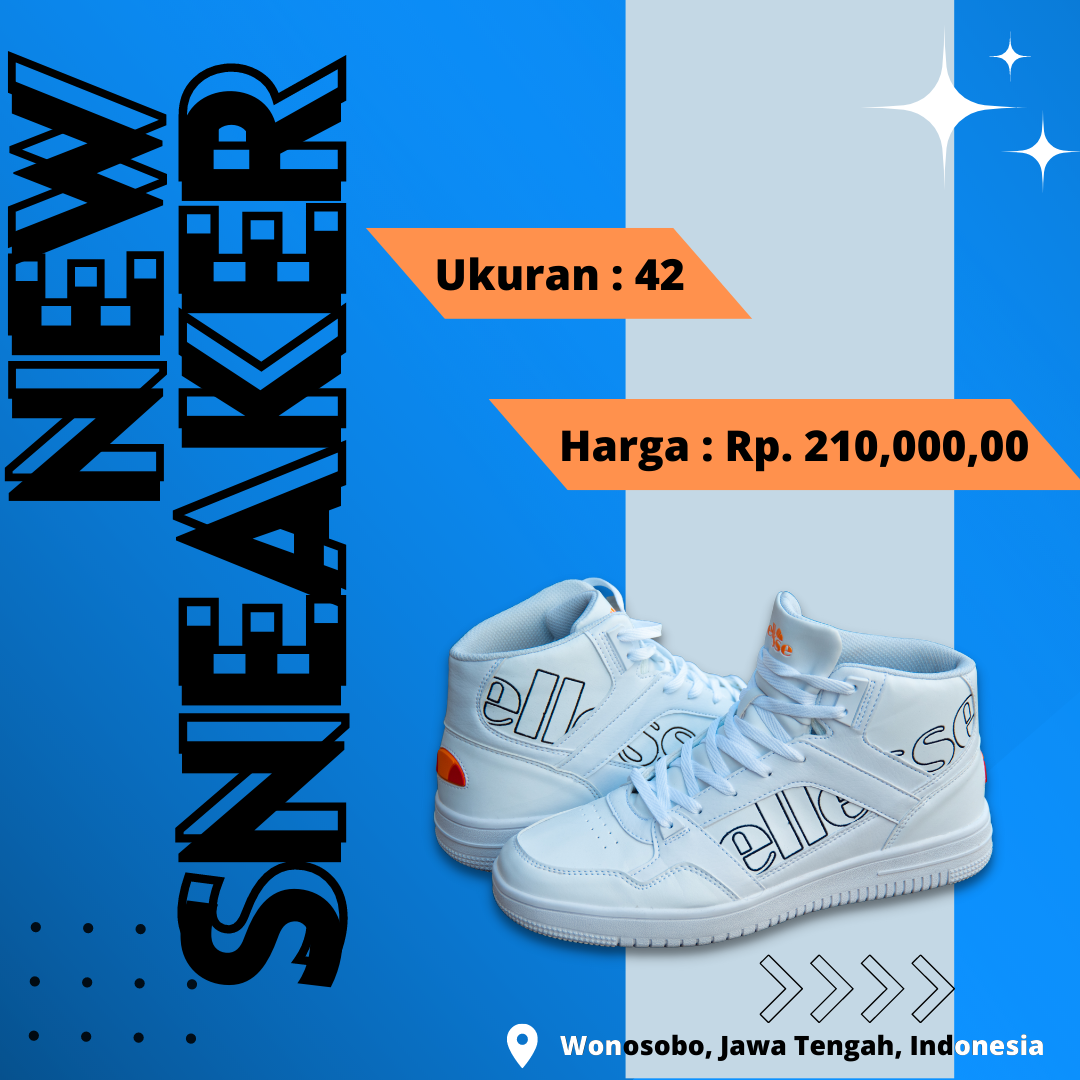 NEW
SNEAKER
Ukuran : 42
Harga : Rp. 210,000,00
ellesse
ellesse
Wonosobo, Jawa Tengah, Indonesia